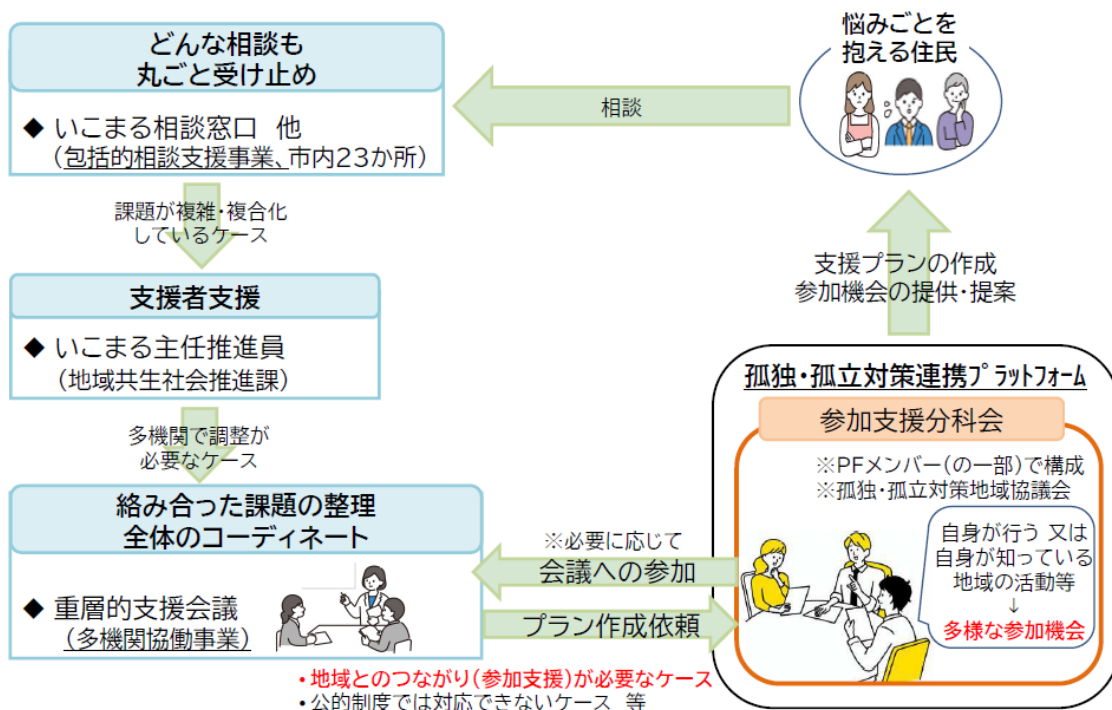 どんな相談も
丸ごと受け止め
◆ いこまる相談窓口 他
(包括的相談支援事業、市内23か所)
悩みごとを
抱える住民
相談
課題が複雑・複合化
しているケース
支援者支援
◆ いこまる主任推進員
(地域共生社会推進課)
多機関で調整が
必要なケース
絡み合った課題の整理
全体のコーディネート
◆ 重層的支援会議
(多機関協働事業)
※必要に応じて
会議への参加
プラン作成依頼
・地域とのつながり(参加支援)が必要なケース
・公的制度では対応できないケース 等
支援プランの作成
参加機会の提供・提案
孤独・孤立対策連携プラットフォーム
参加支援分科会
※PFメンバー(の一部)で構成
※孤独・孤立対策地域協議会
自身が行う 又は
自身が知っている
地域の活動等
↓
多様な参加機会